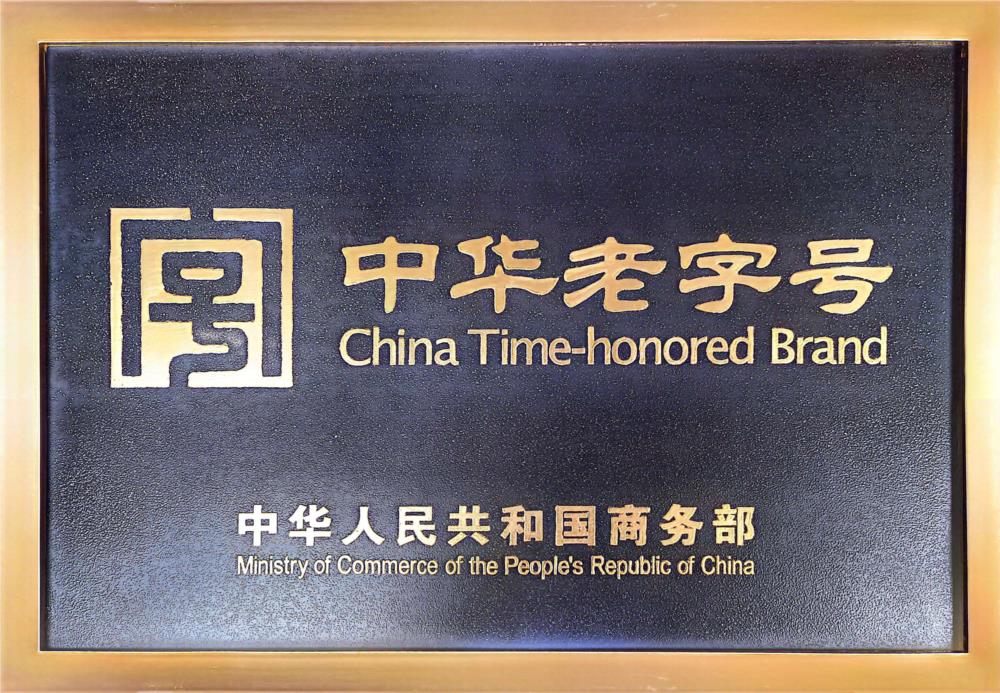 中华老字号
China Time-honored Brand
中华人民共和国商务部
Ministry of Commerce of the People's Republic of China